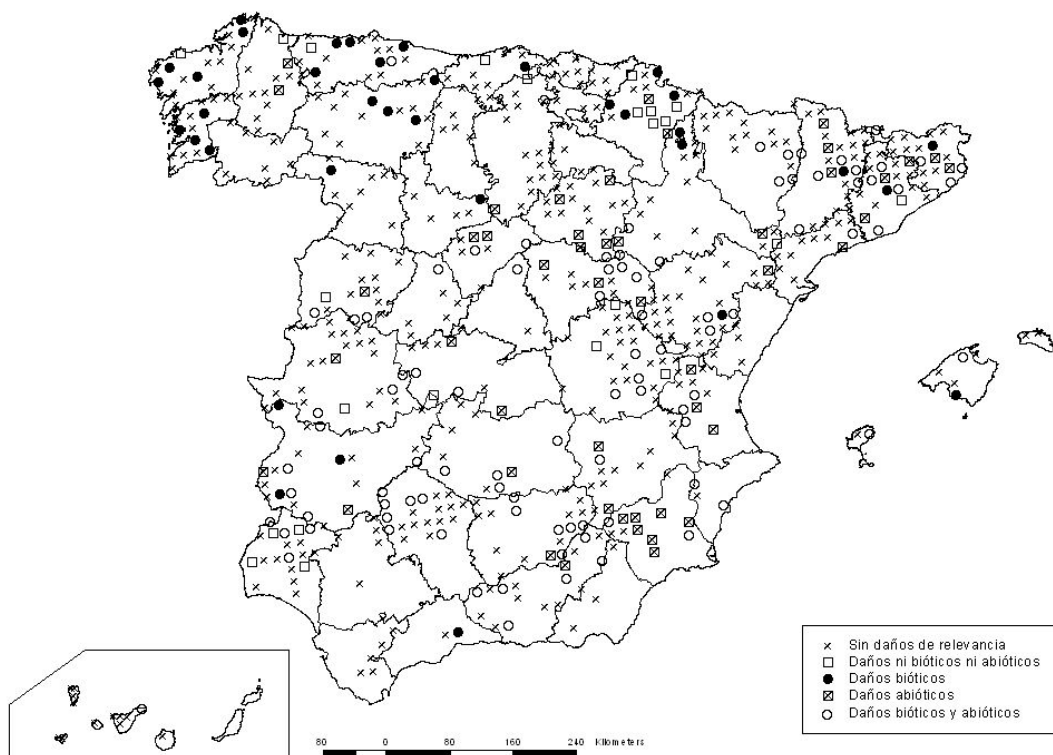 Sin daños de relevancia
Daños ni bióticos ni abióticos
Daños bióticos
Daños abióticos
Daños bióticos y abióticos
80 0 80 160 240 Kilometers